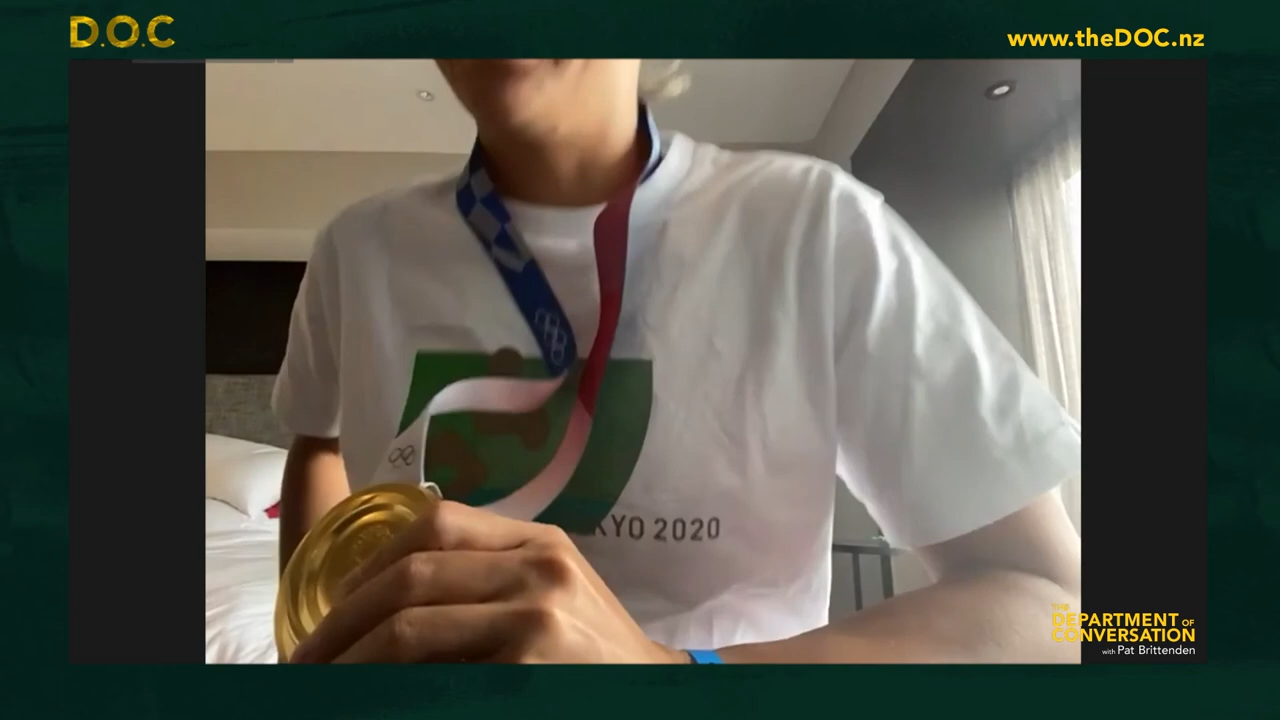 D.O.C
www.theDOC.nz
KYO 2020
THE
DEPARTMENT OF
CONVERSATION
with Pat Brittenden